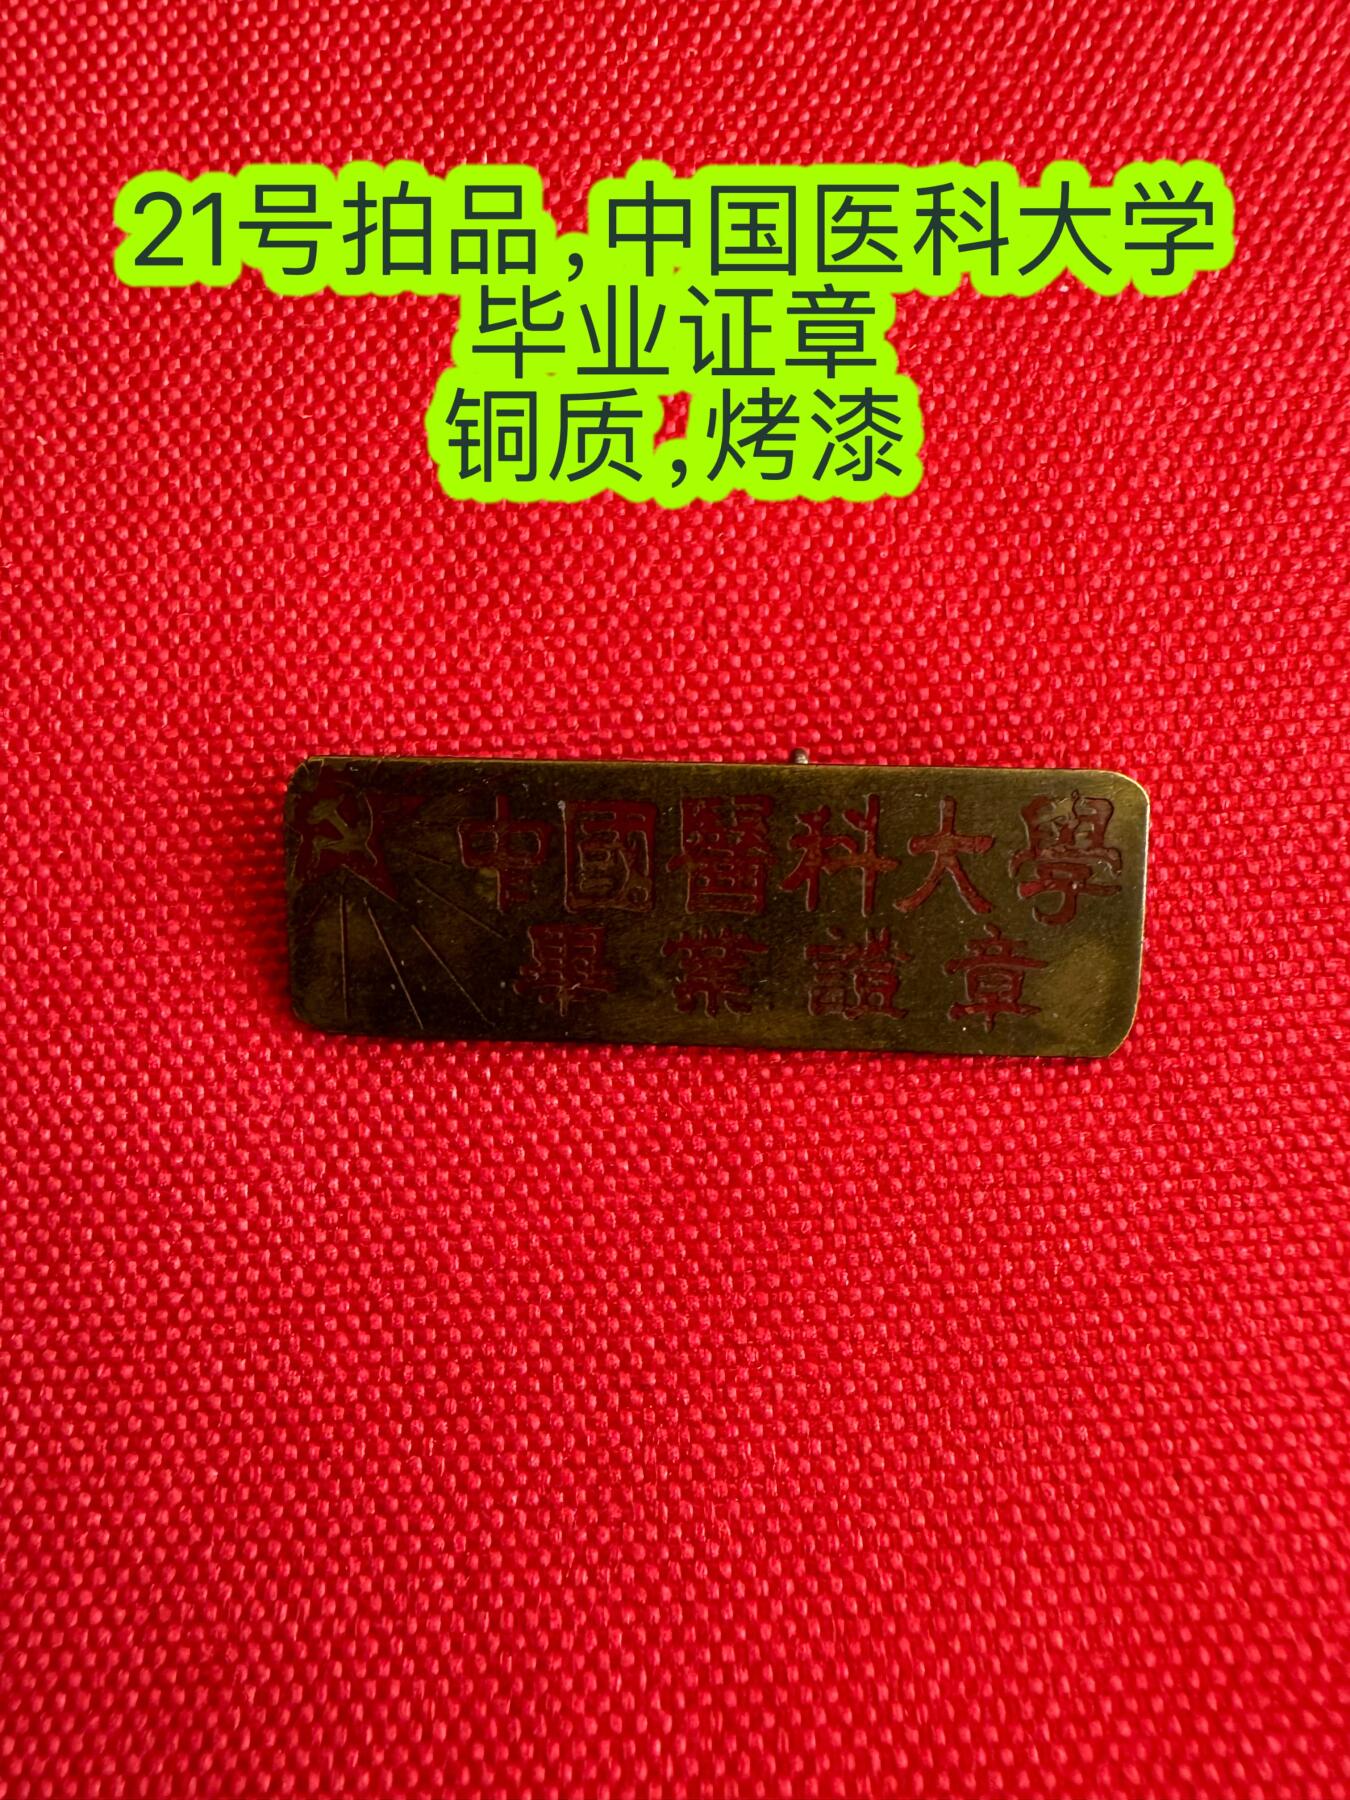 21号拍品,中国医科大学
毕业证章
铜质,烤漆
中國醫科大學
畢業證章